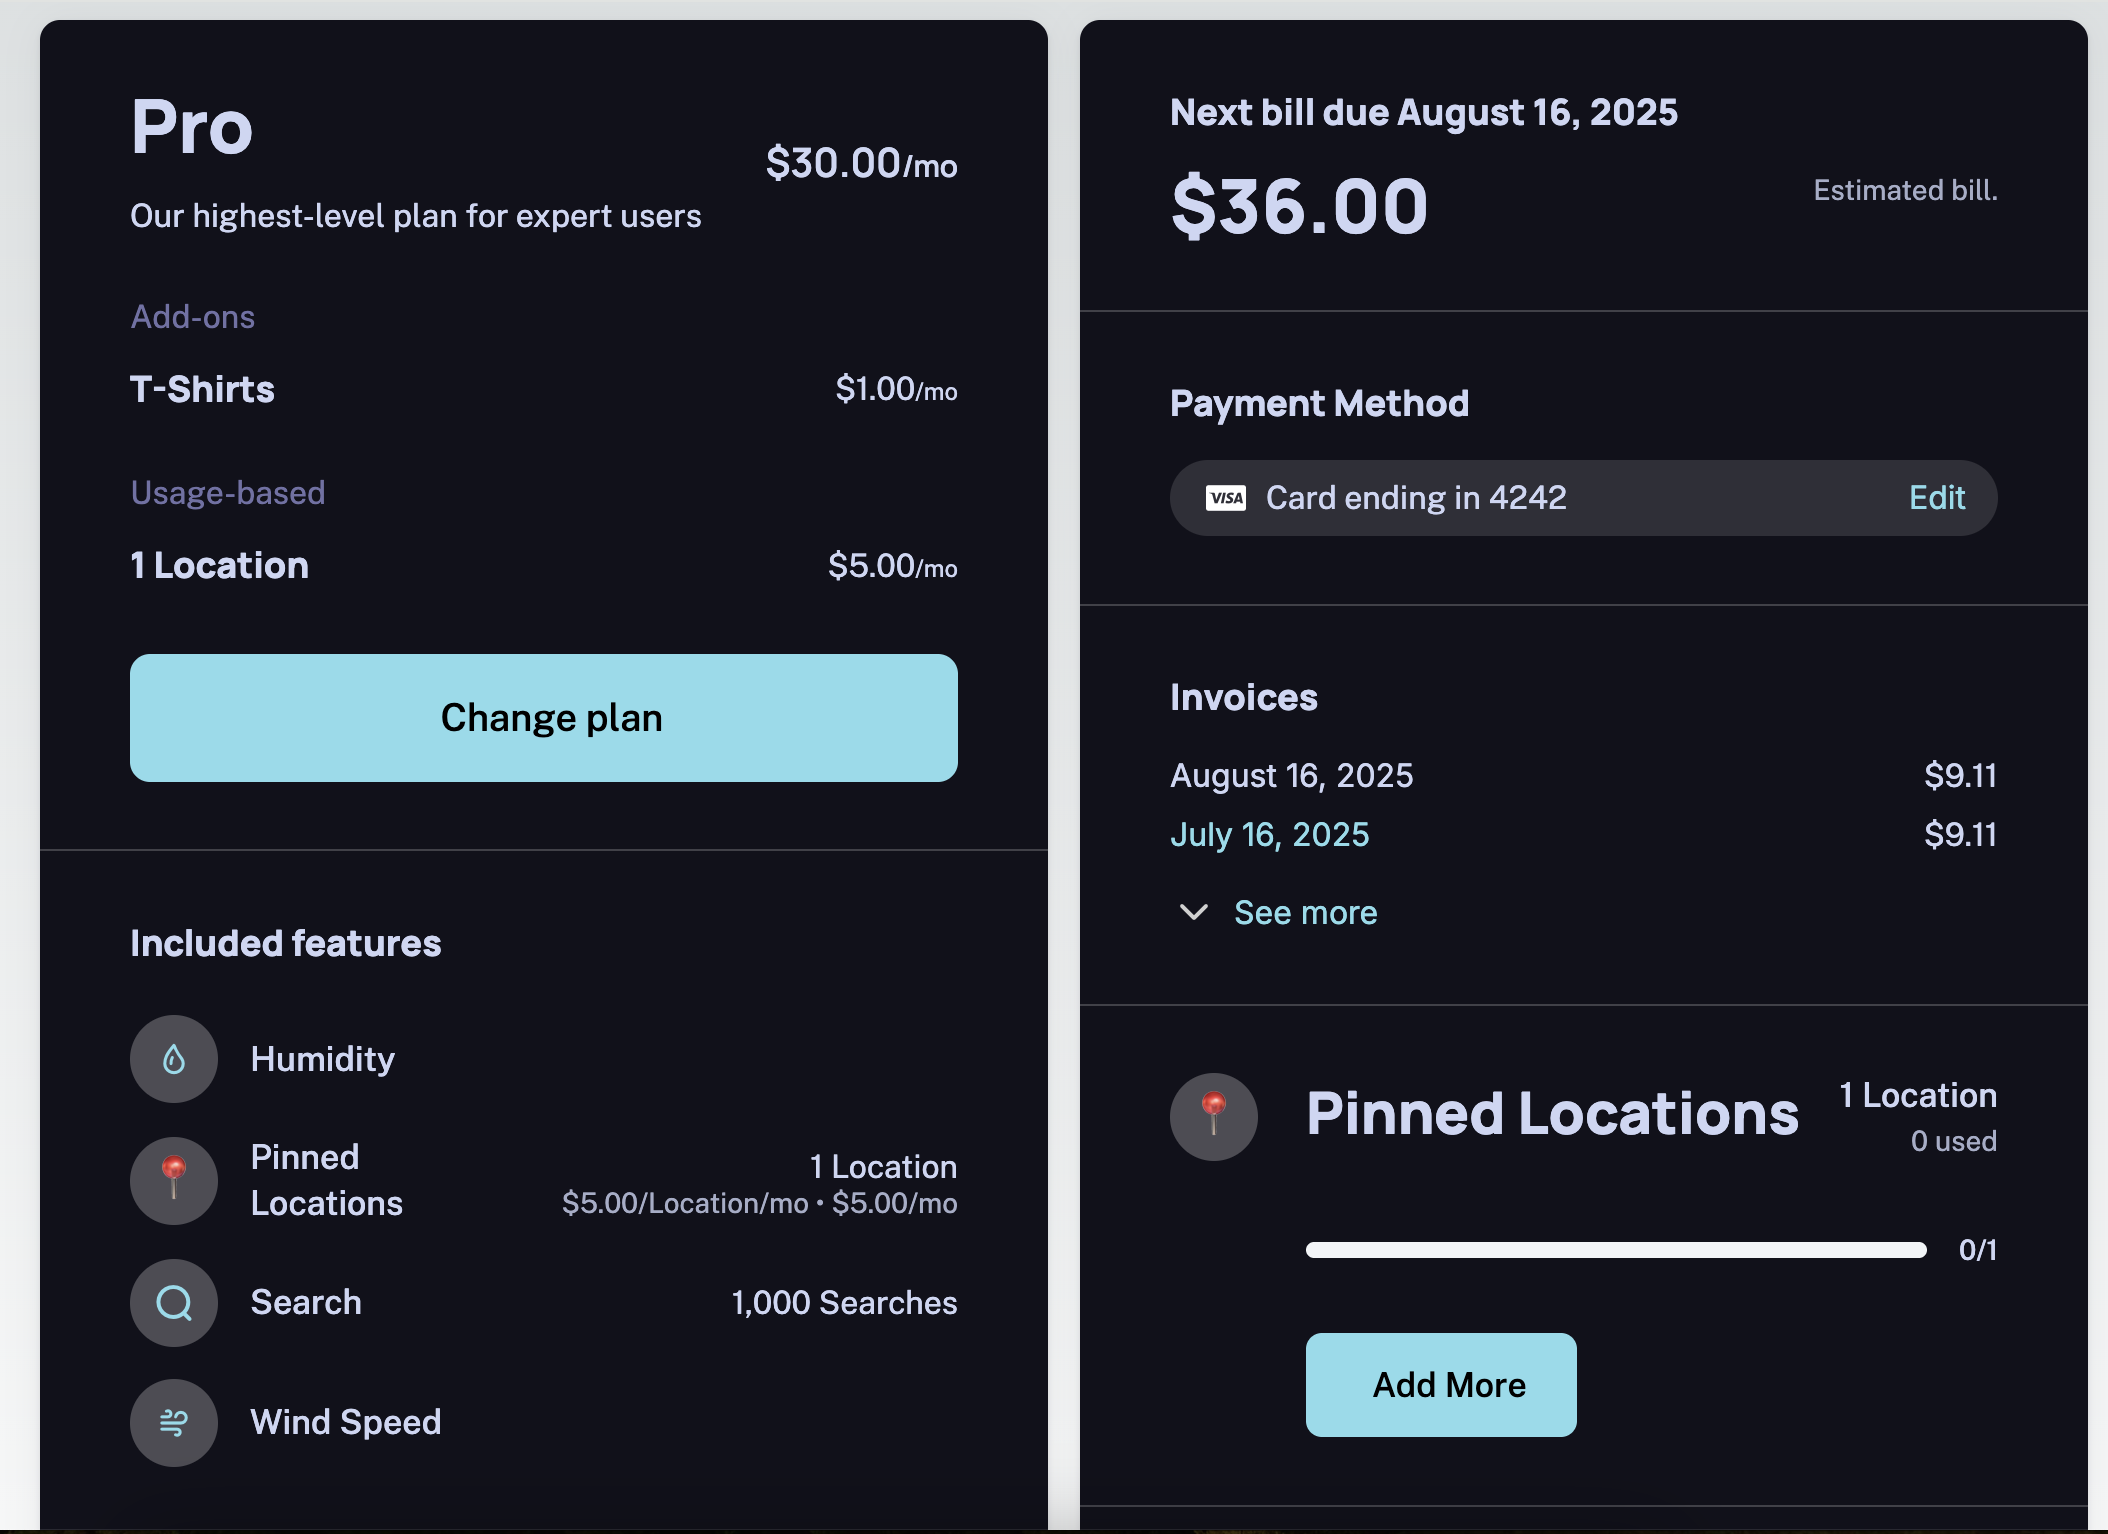 Pro
$30.00/mo
Our highest-level plan for expert users
Add-ons
T-Shirts $1.00/mo
Usage-based
1 Location $5.00/mo
Change plan
Included features
Humidity
Pinned
Locations
1 Location
$5.00/Location/mo • $5.00/mo
Search 1,000 Searches
Wind Speed
Next bill due August 16, 2025
$36.00 Estimated bill.
Payment Method
VISA Card ending in 4242 Edit
Invoices
August 16, 2025 $9.11
July 16, 2025 $9.11
See more
Pinned Locations
1 Location
0 used
0/1
Add More